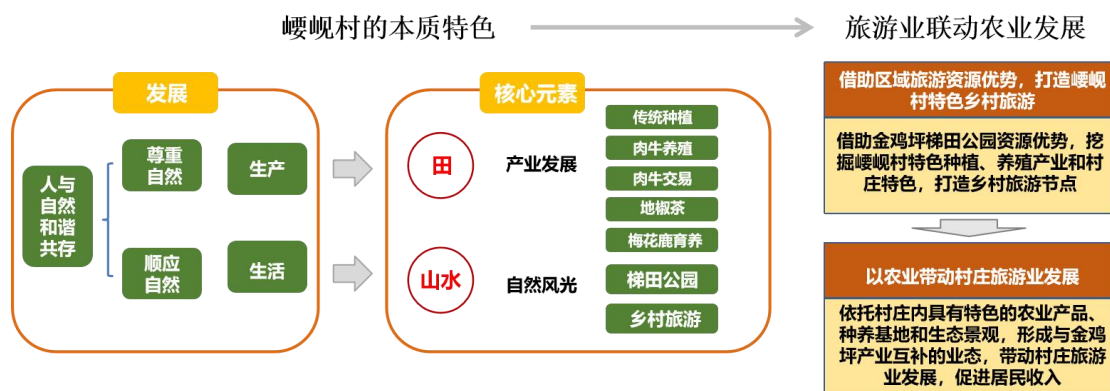 崾岘村的本质特色
旅游业联动农业发展
发展
人与
自然
和谐
共存
尊重
自然
生产
顺应
自然
生活
核心元素
田
产业发展
山水
自然风光
传统种植
肉牛养殖
肉牛交易
地椒茶
梅花鹿育养
梯田公园
乡村旅游
借助区域旅游资源优势，打造崾岘
村特色乡村旅游
借助金鸡坪梯田公园资源优势，挖
掘崾岘村特色种植、养殖产业和村
庄特色，打造乡村旅游节点
以农业带动村庄旅游业发展
依托村庄内具有特色的农业产品、
种养基地和生态景观，形成与金鸡
坪产业互补的业态，带动村庄旅游
业发展，促进居民收入